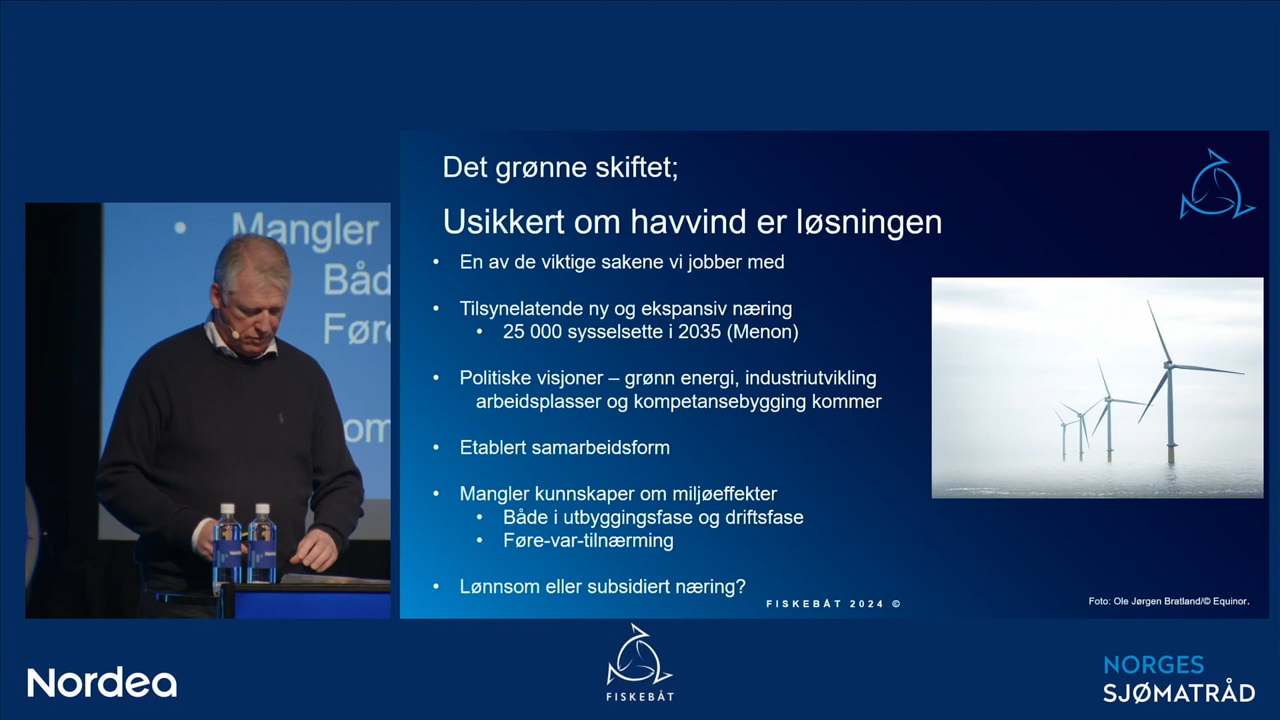 Det grønne skiftet;
Usikkert om havvind er løsningen
• En av de viktige sakene vi jobber med
• Tilsynelatende ny og ekspansiv næring
• 25 000 sysselsette i 2035 (Menon)
• Politiske visjoner – grønn energi, industriutvikling
arbeidsplasser og kompetansebygging kommer
• Etablert samarbeidsform
• Mangler kunnskaper om miljøeffekter
• Både i utbyggingsfase og driftsfase
• Føre-var-tilnærming
• Lønnsom eller subsidiert næring?
FISKEBÅT 2024 ©
Foto: Ole Jørgen Bratland/© Equinor.
• Mangler
Båd
Føre
om
Nordea
FISKEBÅT
NORGES
SJØMATRÅD